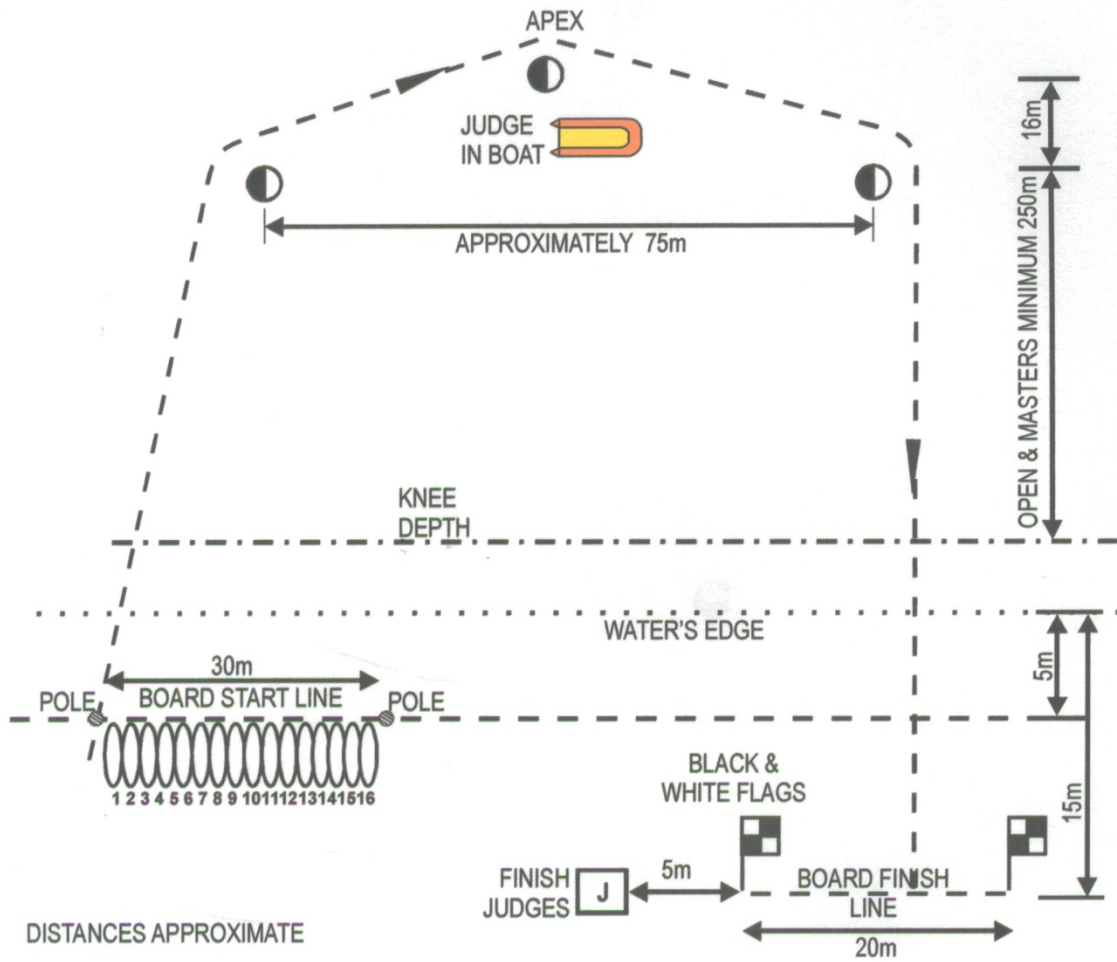 APEX
JUDGE
IN BOAT
16m
APPROXIMATELY 75m
OPEN & MASTERS MINIMUM 250m
KNEE
DEPTH
WATER'S EDGE
5m
30m
POLE
BOARD START LINE
POLE
1 2 3 4 5 6 7 8 9 10 11 12 13 14 15 16
BLACK &
WHITE FLAGS
15m
FINISH
JUDGES
J
5m
BOARD FINISH
LINE
20m
DISTANCES APPROXIMATE